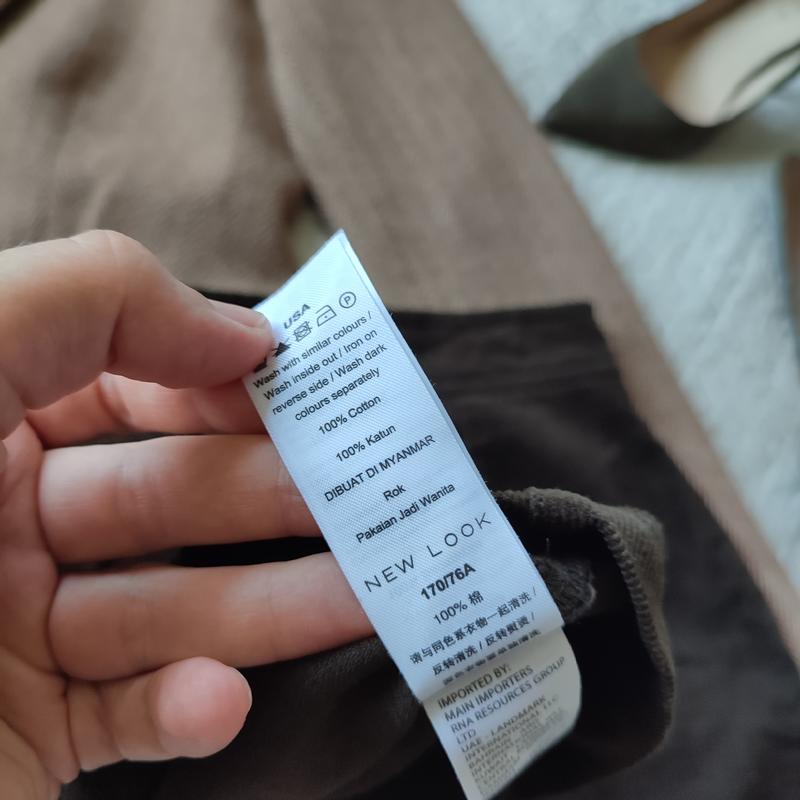 USA
Wash with similar colours /
Wash inside out / Iron on
reverse side / Wash dark
colours separately
100% Cotton
100% Katun
DIBUAT DI MYANMAR
Rok
Pakaian Jadi Wanita
NEW LOOK
170/76A
100% 棉
请与同色系衣物一起清洗 /
反转清洗 / 反转熨烫 /
IMPORTED BY:
MAIN IMPORTERS
RNA RESOURCES GROUP
LTD
UAE - LANDMARK
INTERNATIONAL LLC